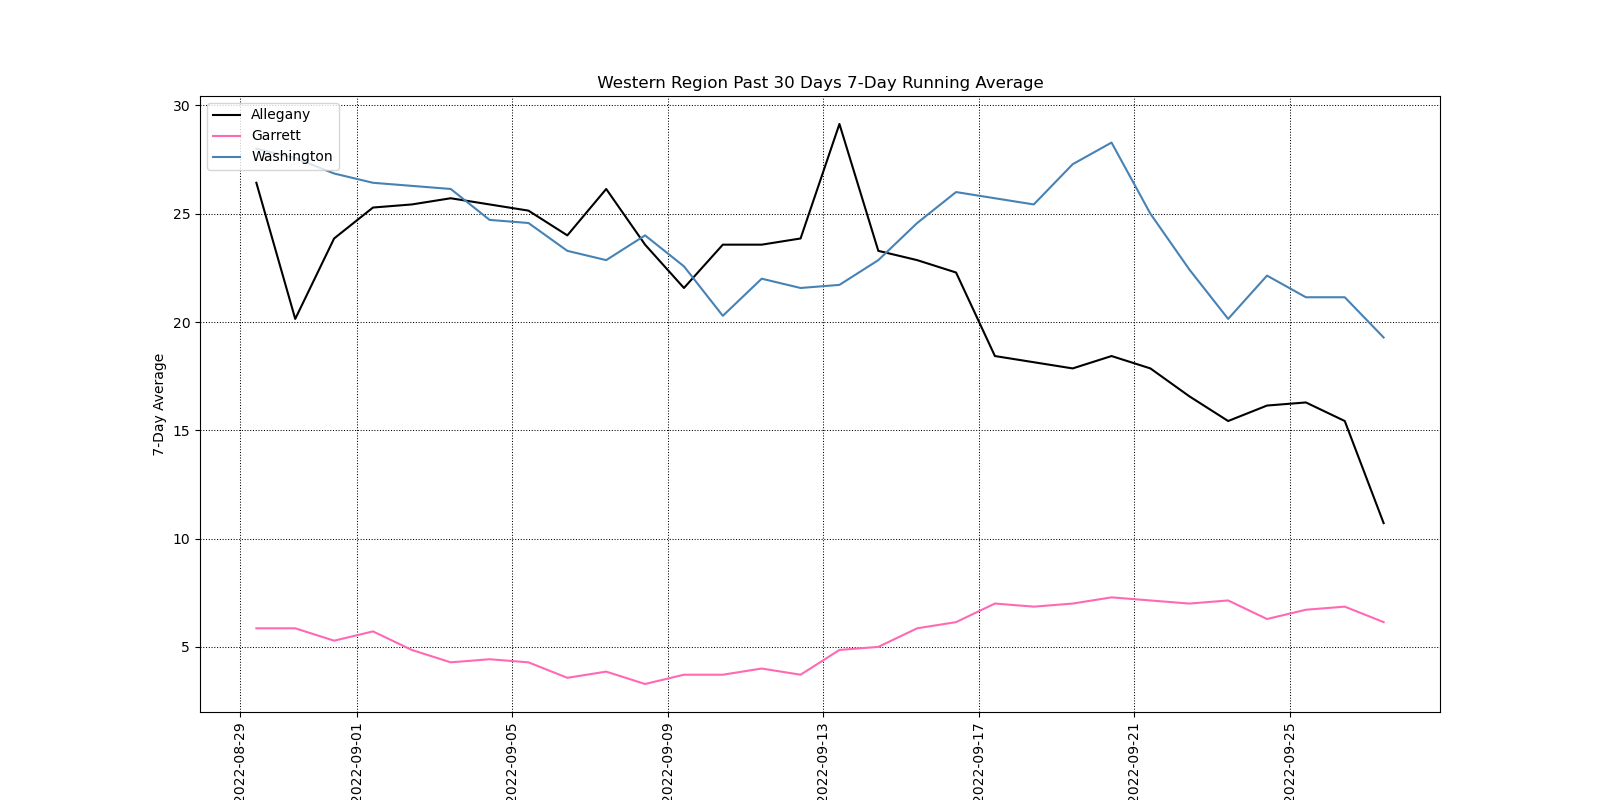 Western Region Past 30 Days 7-Day Running Average
Allegany
Garrett
Washington
7-Day Average
30
25
20
15
10
5
2022-08-29
2022-09-01
2022-09-05
2022-09-09
2022-09-13
2022-09-17
2022-09-21
2022-09-25